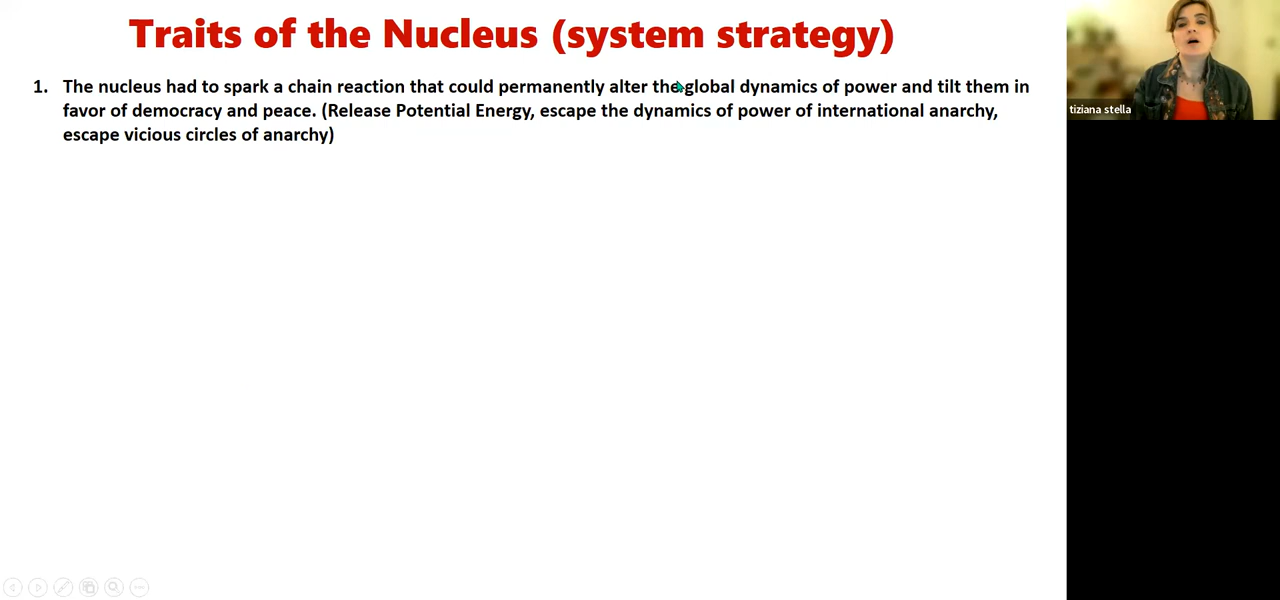 Traits of the Nucleus (system strategy)
1. The nucleus had to spark a chain reaction that could permanently alter the global dynamics of power and tilt them in
favor of democracy and peace. (Release Potential Energy, escape the dynamics of power of international anarchy,
escape vicious circles of anarchy)
tiziana stella